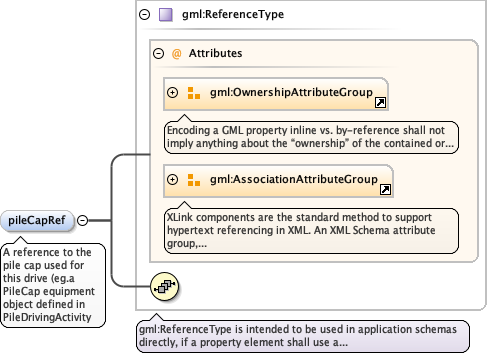 gml:ReferenceType
@ Attributes
gml:OwnershipAttributeGroup
Encoding a GML property inline vs. by-reference shall not
imply anything about the “ownership” of the contained or...
gml:AssociationAttributeGroup
XLink components are the standard method to support
hypertext referencing in XML. An XML Schema attribute
group,...
pileCapRef
A reference to the
pile cap used for
this drive (eg.a
PileCap equipment
object defined in
PileDrivingActivity
gml:ReferenceType is intended to be used in application schemas
directly, if a property element shall use a...